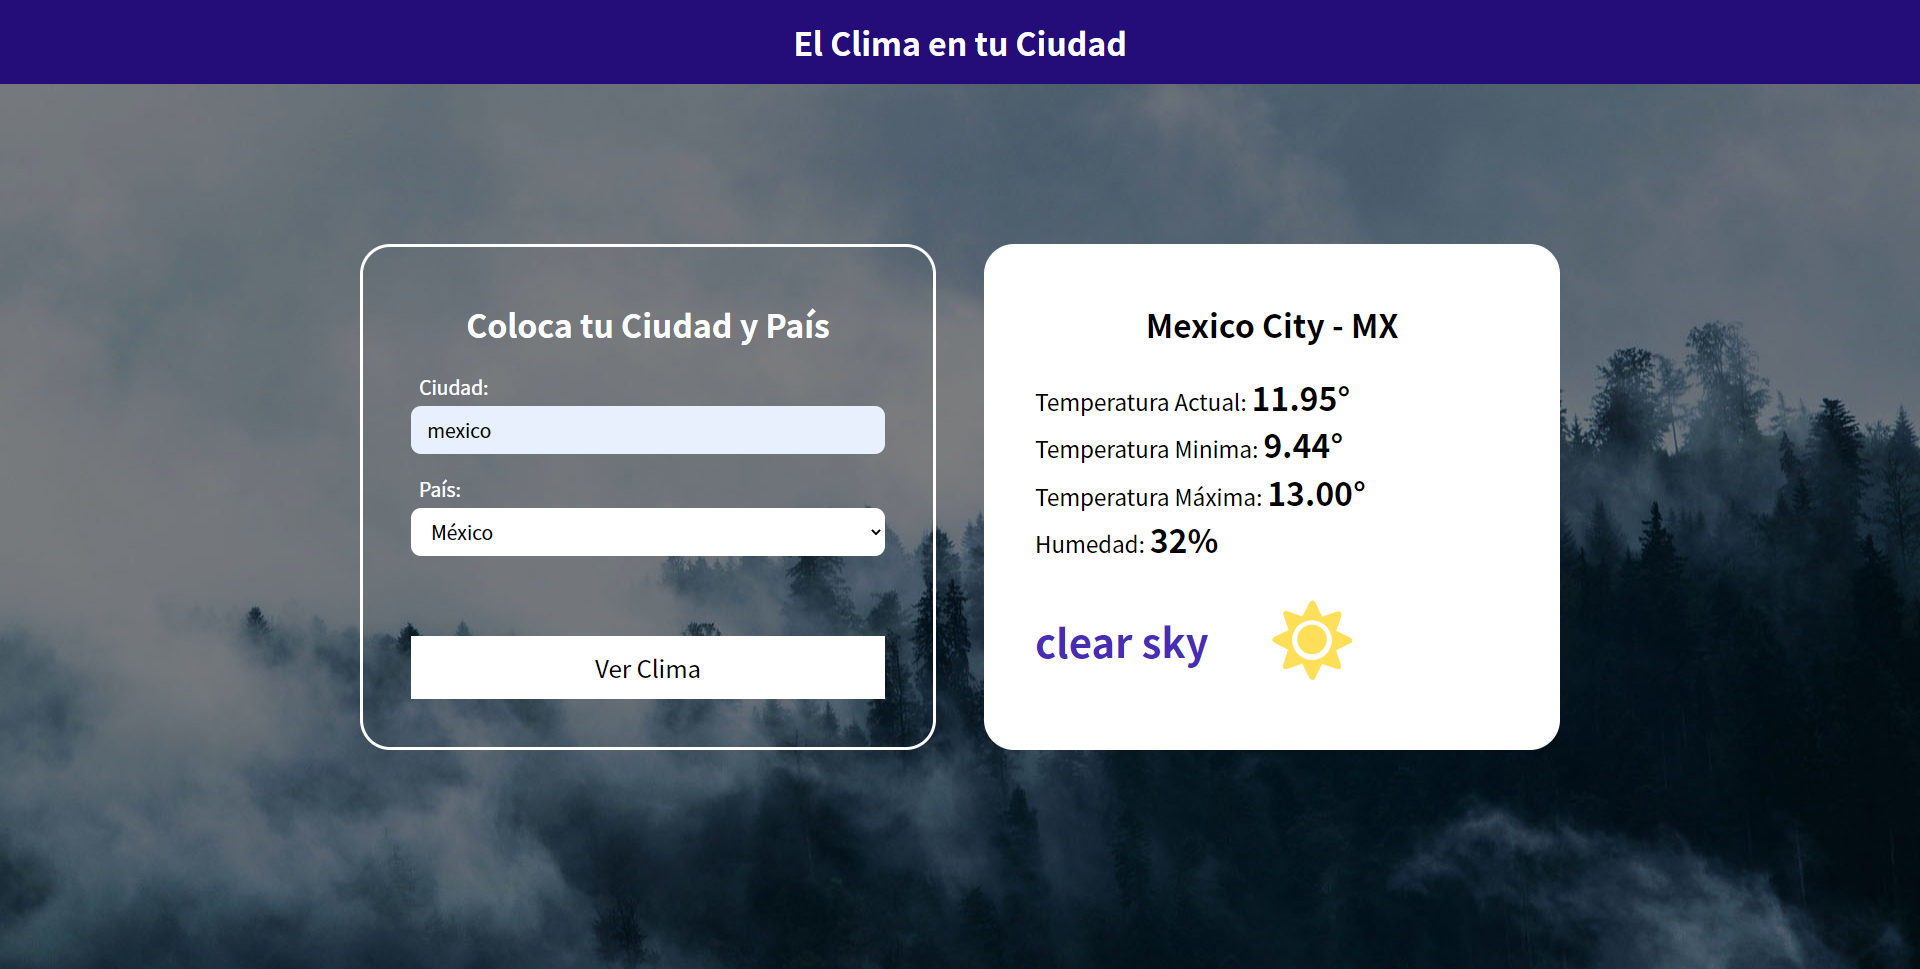 El Clima en tu Ciudad
Coloca tu Ciudad y País
Ciudad:
mexico
País:
México
Ver Clima
Mexico City - MX
Temperatura Actual: 11.95°
Temperatura Minima: 9.44°
Temperatura Máxima: 13.00°
Humedad: 32%
clear sky